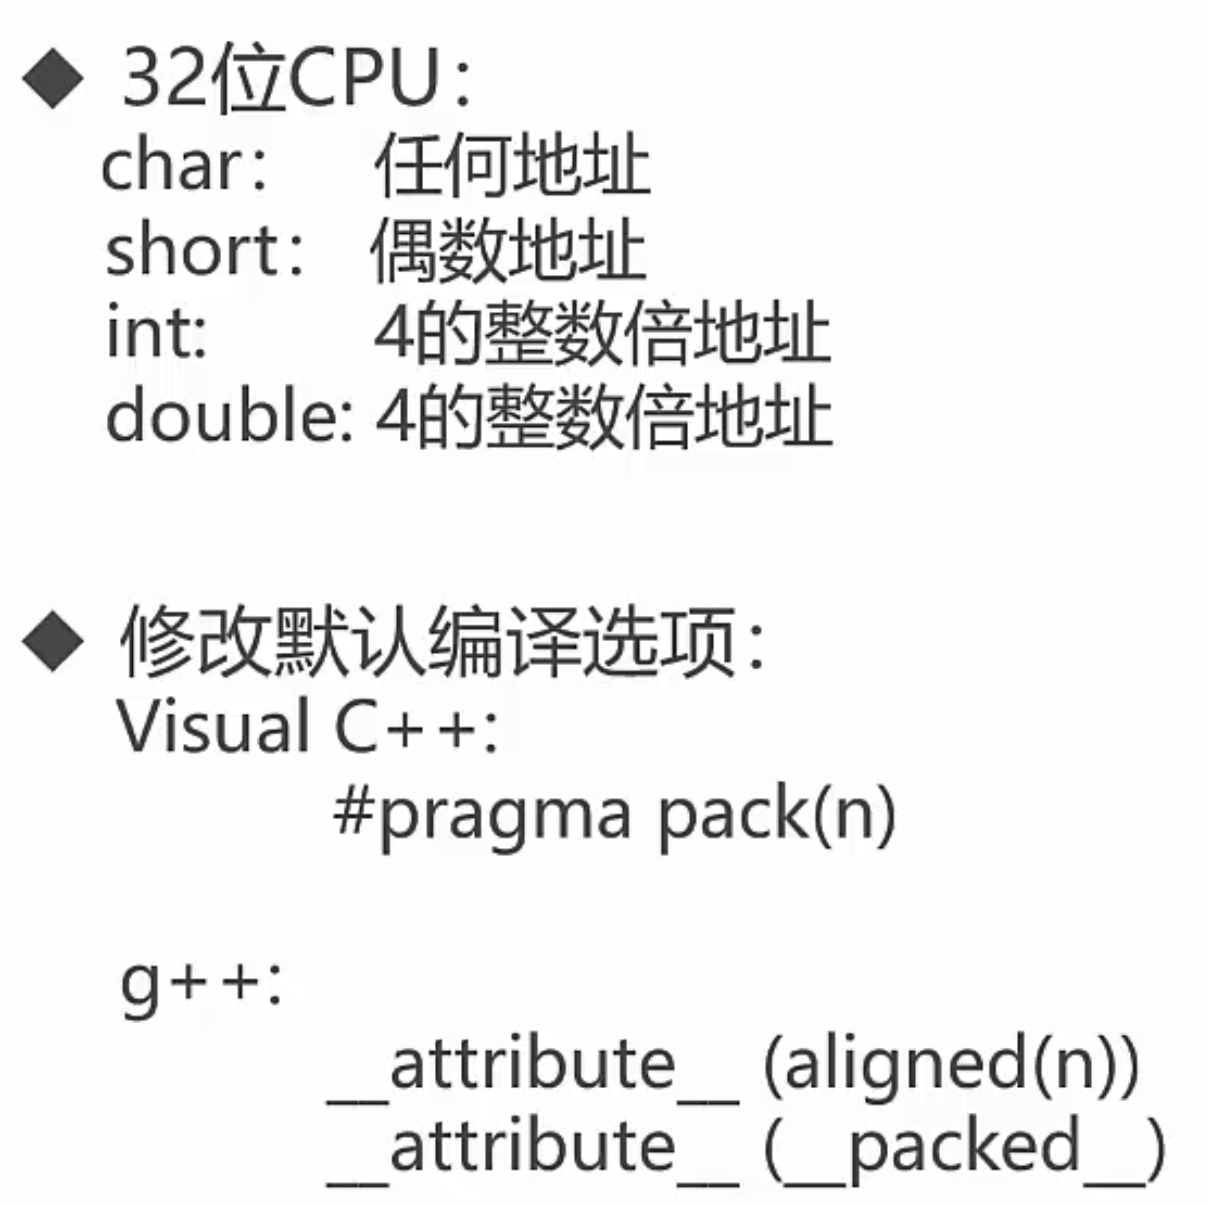 ◆ 32位CPU：
char： 任何地址
short： 偶数地址
int: 4的整数倍地址
double: 4的整数倍地址
◆ 修改默认编译选项：
Visual C++:
#pragma pack(n)
g++:
__attribute__ (aligned(n))
__attribute__ (__packed__)